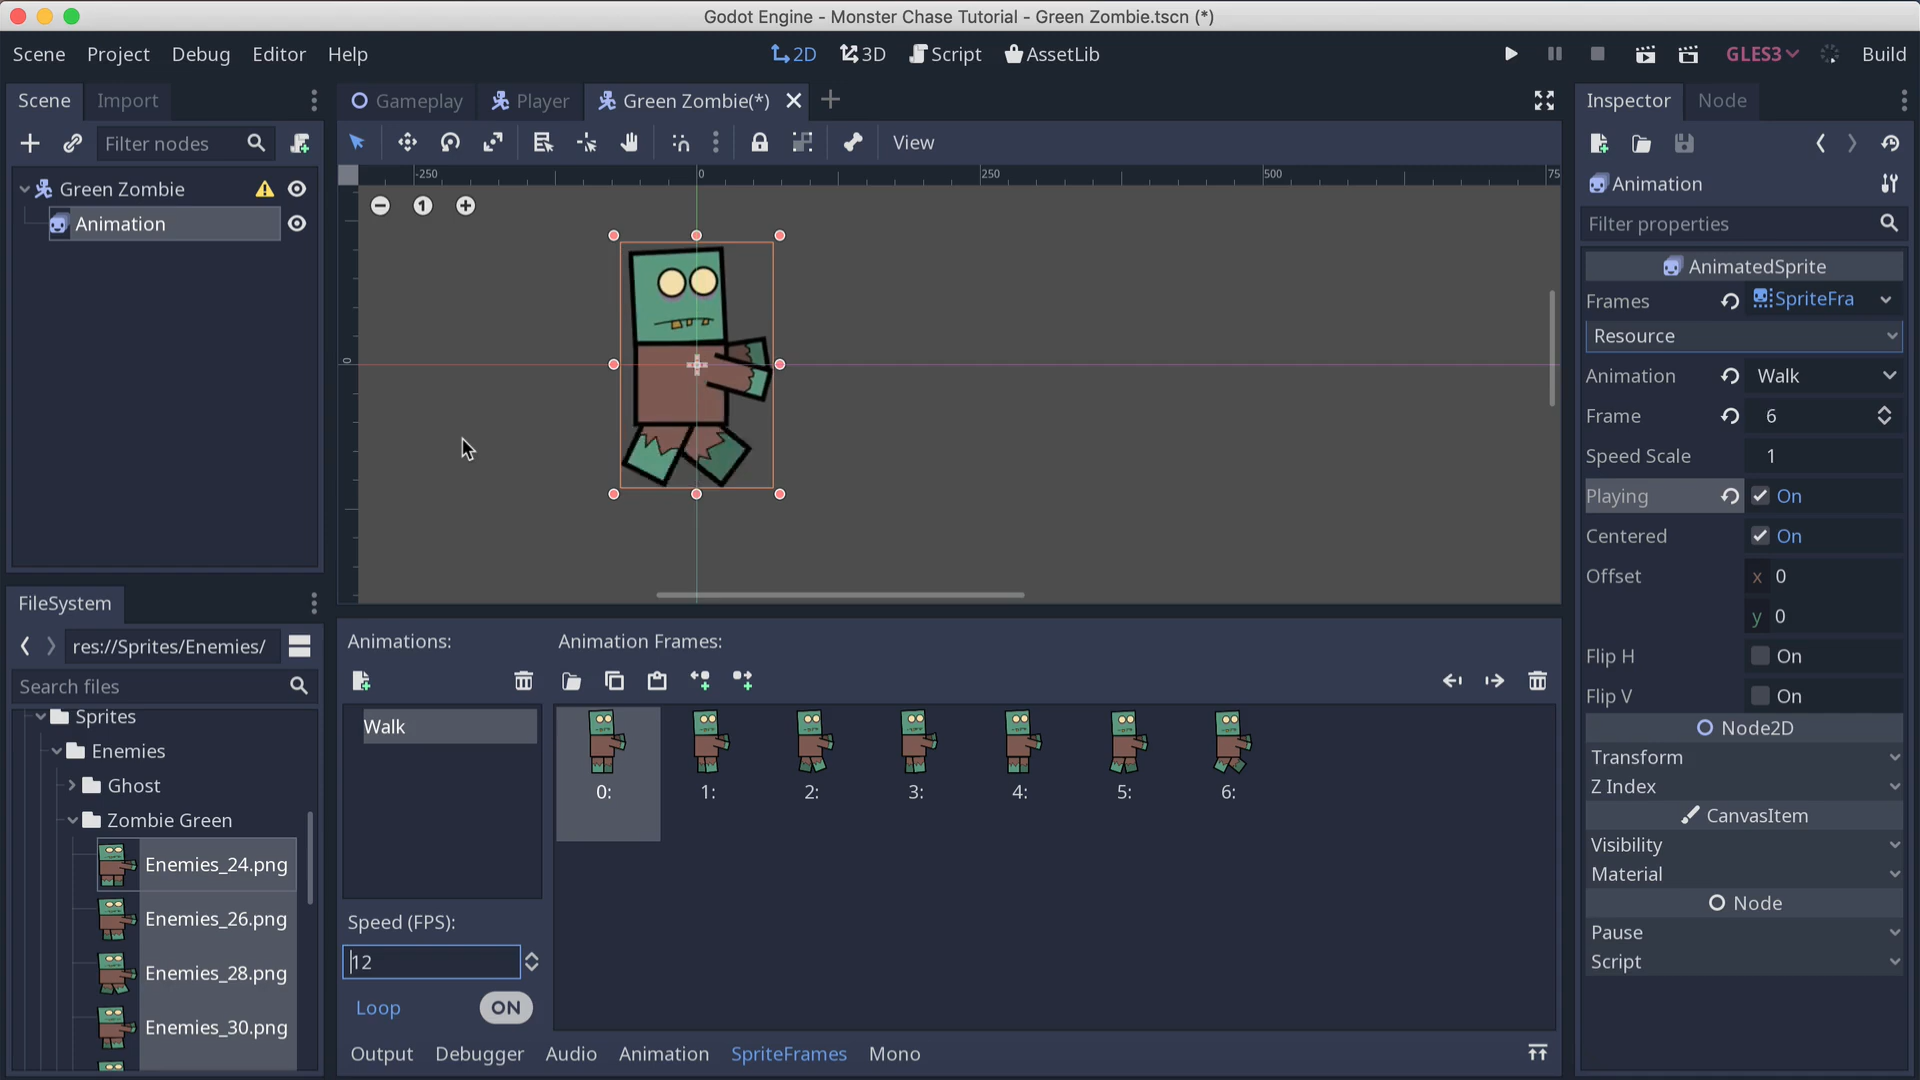 Godot Engine - Monster Chase Tutorial - Green Zombie.tscn (*)
Scene Project Debug Editor Help
2D 3D Script AssetLib
GLES3 Build
Scene Import
Filter nodes
Green Zombie
Animation
Gameplay Player Green Zombie(*)
View
-250 0 250 500 75
0
1
Inspector Node
Animation
Filter properties
AnimatedSprite
Frames SpriteFra
Resource
Animation Walk
Frame 6
Speed Scale 1
Playing On
Centered On
Offset x 0
y 0
Flip H On
Flip V On
Node2D
Transform
Z Index
CanvasItem
Visibility
Material
Node
Pause
Script
FileSystem
res://Sprites/Enemies/
Search files
Sprites
Enemies
Ghost
Zombie Green
Enemies_24.png
Enemies_26.png
Enemies_28.png
Enemies_30.png
Animations:
Walk
Speed (FPS):
12
Loop ON
Animation Frames:
0: 1: 2: 3: 4: 5: 6:
Output Debugger Audio Animation SpriteFrames Mono